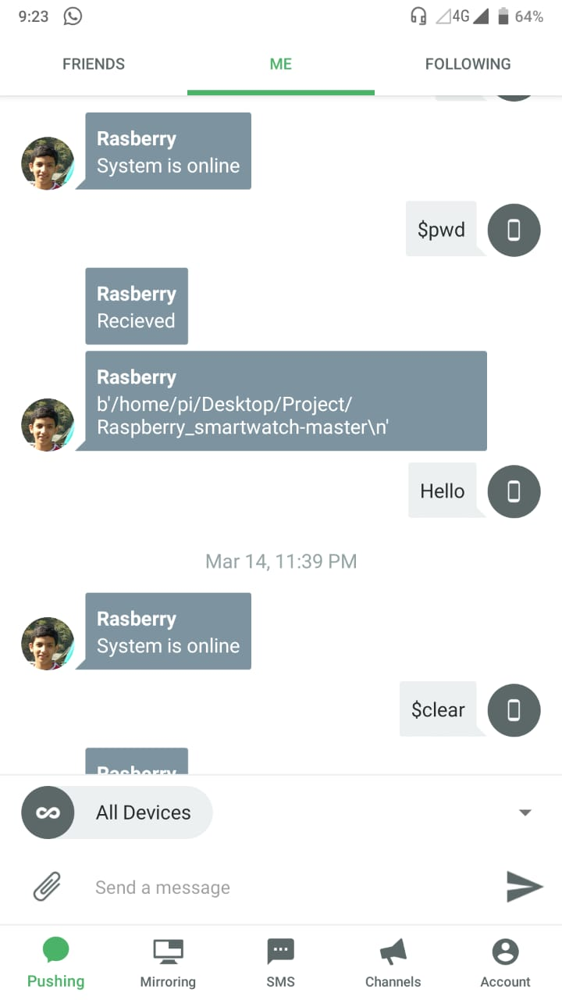 9:23
4G
64%
FRIENDS
ME
FOLLOWING
Rasberry
System is online
$pwd
Rasberry
Recieved
Rasberry
b'/home/pi/Desktop/Project/
Raspberry_smartwatch-master\n'
Hello
Mar 14, 11:39 PM
Rasberry
System is online
$clear
Rasberry
All Devices
Send a message
Pushing
Mirroring
SMS
Channels
Account